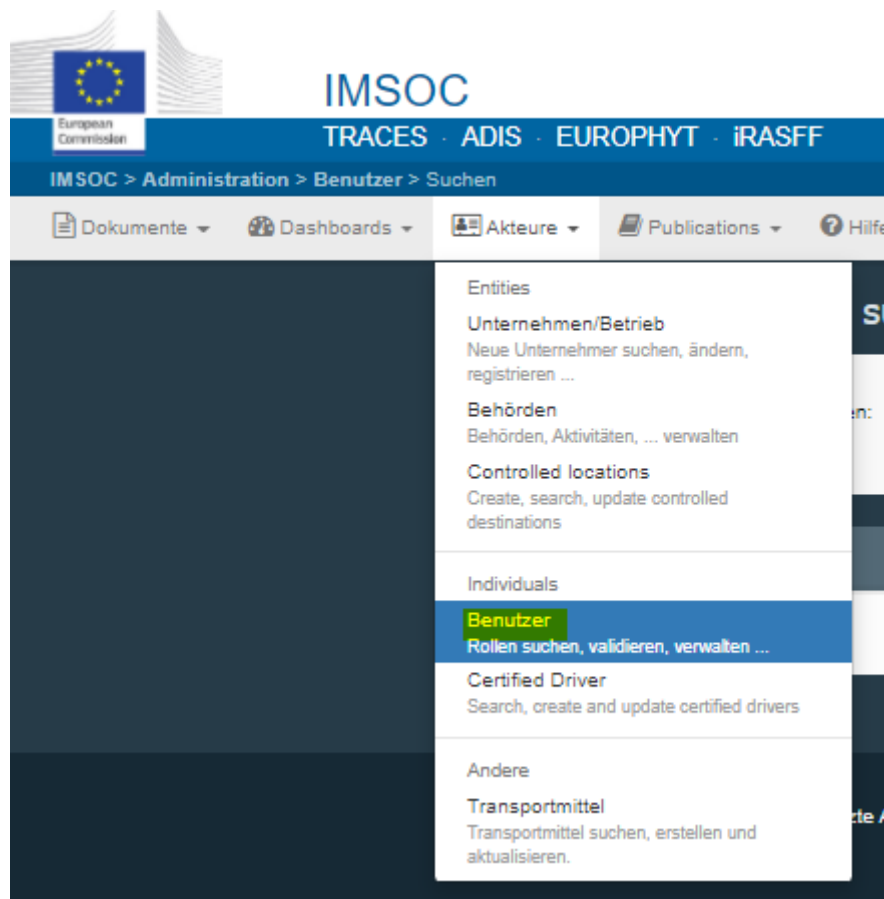 European
Commission
IMSOC
TRACES · ADIS · EUROPHYT · iRASFF
IMSOC > Administration > Benutzer > Suchen
Dokumente
Dashboards
Akteure
Publications
Hilfe
Entities
Unternehmen/Betrieb
Neue Unternehmer suchen, ändern,
registrieren ...
Behörden
Behörden, Aktivitäten, ... verwalten
Controlled locations
Create, search, update controlled
destinations
Individuals
Benutzer
Rollen suchen, validieren, verwalten ...
Certified Driver
Search, create and update certified drivers
Andere
Transportmittel
Transportmittel suchen, erstellen und
aktualisieren.